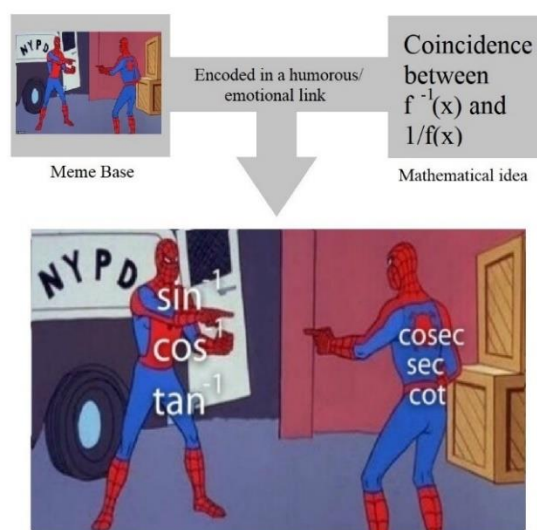 NYPD
Encoded in a humorous/
emotional link
Coincidence
between
f⁻¹(x) and
1/f(x)
Meme Base
Mathematical idea
NYPD
sin⁻¹
cos⁻¹
tan⁻¹
cosec
sec
cot